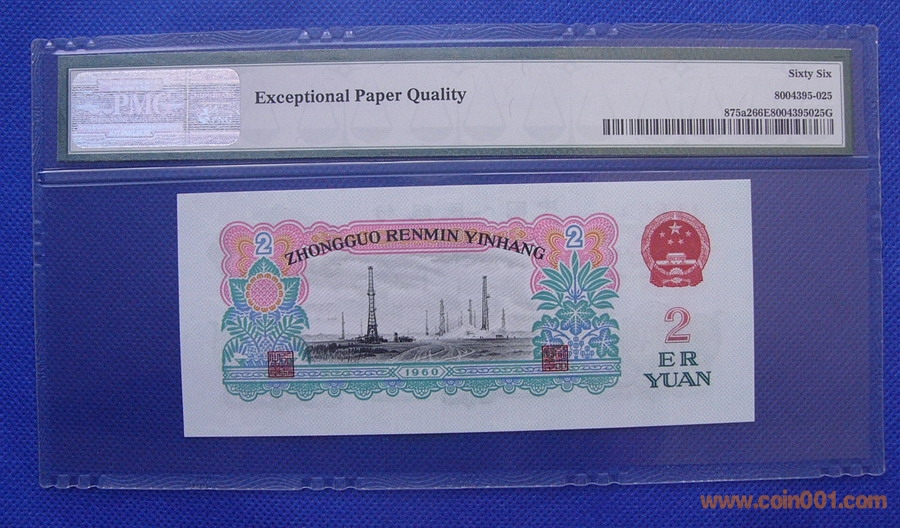 PMG
Exceptional Paper Quality
Sixty Six
8004395-025
875a266E8004395025G
2
ZHONGGUO RENMIN YINHANG
2
2
ER
YUAN
1960
www.coin001.com